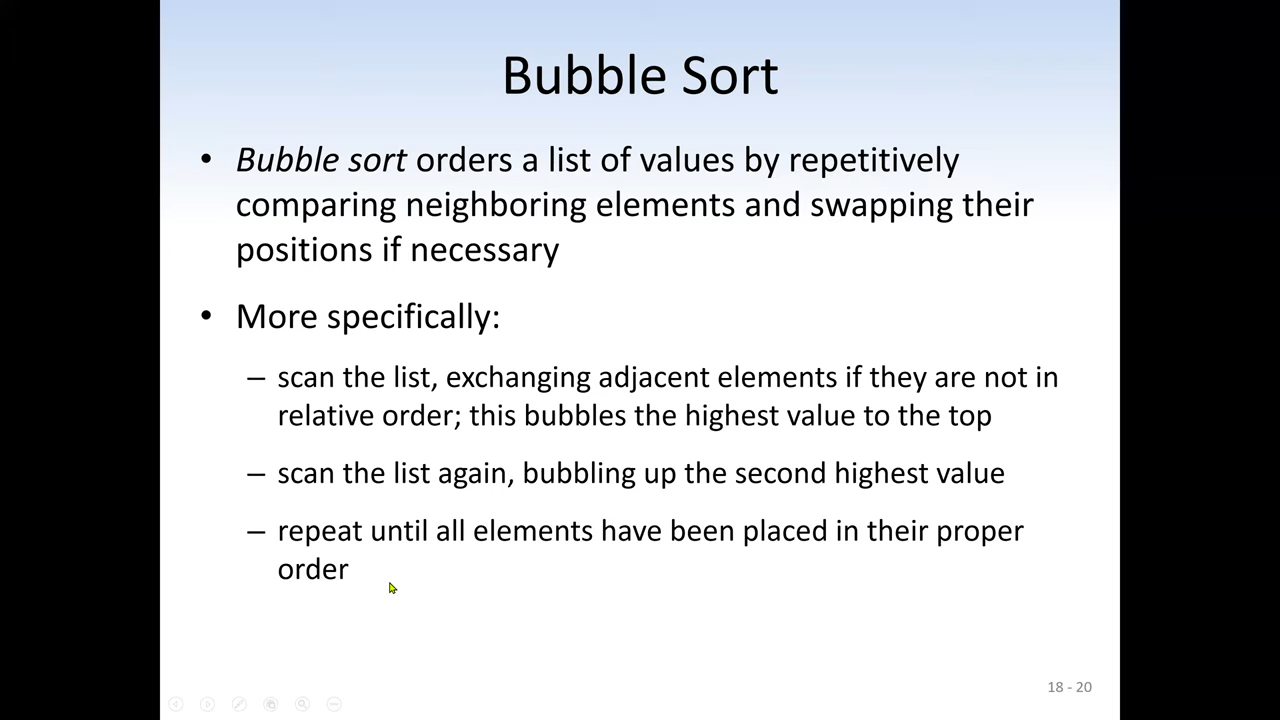 Bubble Sort
• Bubble sort orders a list of values by repetitively
comparing neighboring elements and swapping their
positions if necessary
• More specifically:
– scan the list, exchanging adjacent elements if they are not in
relative order; this bubbles the highest value to the top
– scan the list again, bubbling up the second highest value
– repeat until all elements have been placed in their proper
order
18 - 20